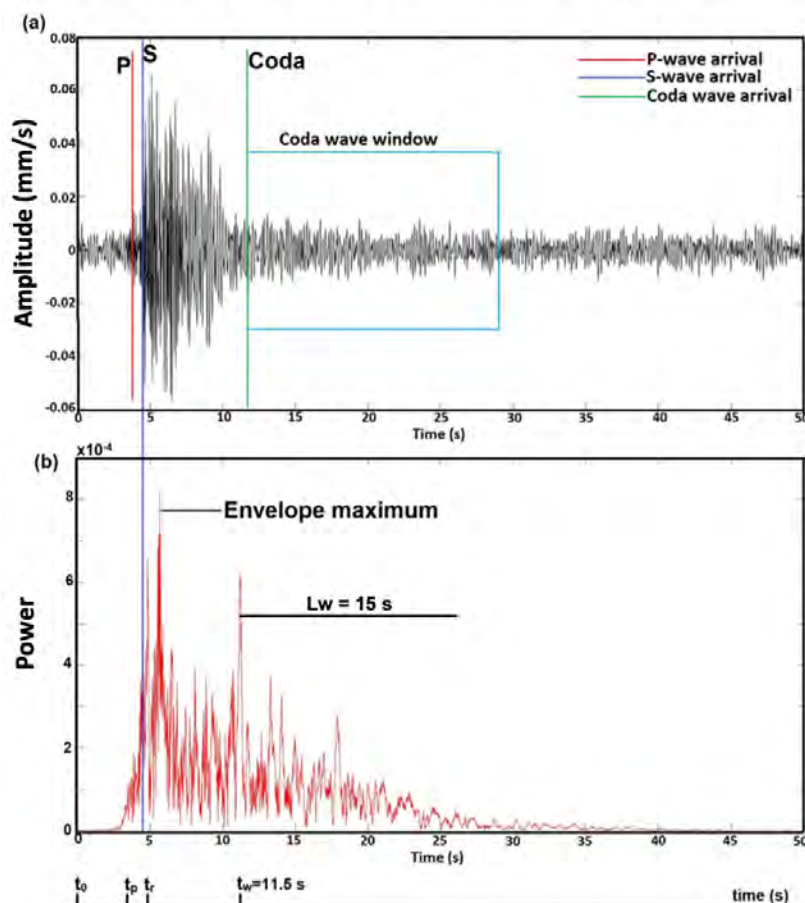 (a)
0.08
P S Coda
P-wave arrival
S-wave arrival
Coda wave arrival
Coda wave window
0.06
0.02
0
-0.02
-0.04
-0.06
Amplitude (mm/s)
0 5 10 15 20 25 30 35 40 45 50
Time (s)
(b)
x10-4
8
Envelope maximum
6
Lw = 15 s
4
2
0
Power
0 5 10 15 20 25 30 35 40 45 50
Time (s)
t0 tp tr tw=11.5 s time (s)